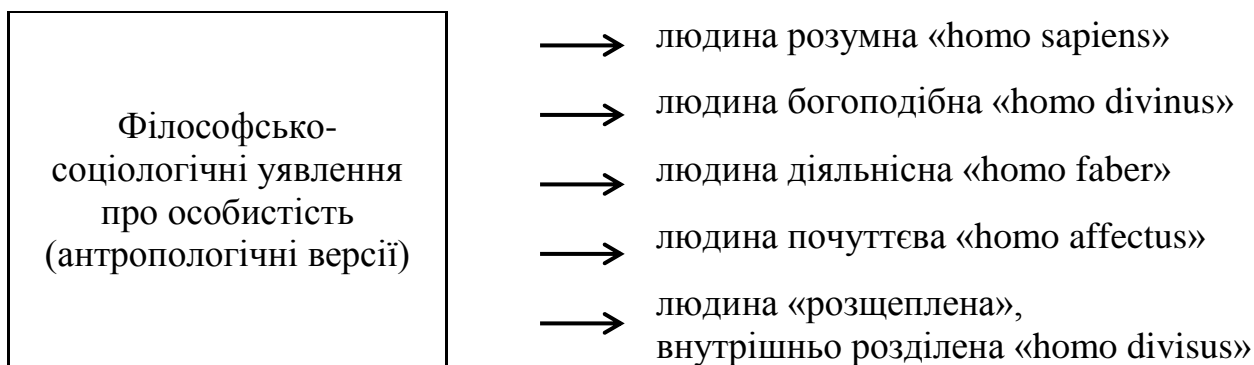 Філософсько-
соціологічні уявлення
про особистість
(антропологічні версії)
людина розумна «homo sapiens»
людина богоподібна «homo divinus»
людина діяльнісна «homo faber»
людина почуттєва «homo affectus»
людина «розщеплена»,
внутрішньо розділена «homo divisus»